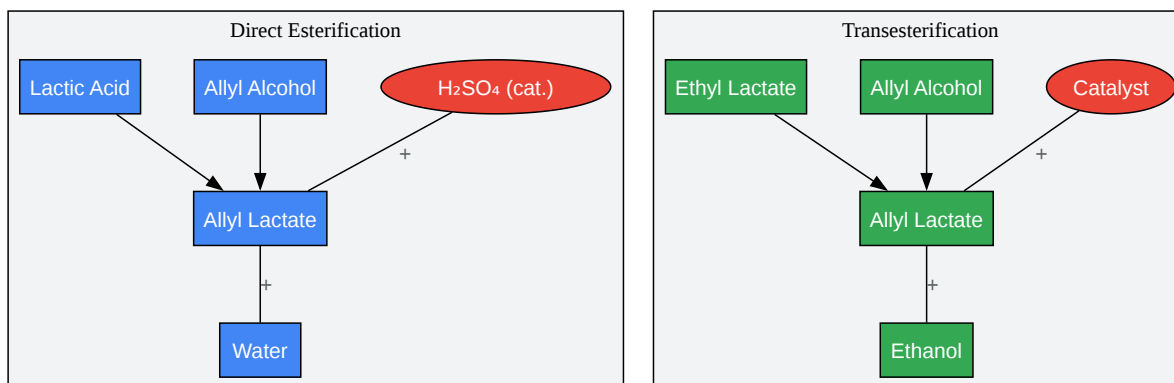 Direct Esterification
Lactic Acid
Allyl Alcohol
H₂SO₄ (cat.)
+
Allyl Lactate
+
Water
Transesterification
Ethyl Lactate
Allyl Alcohol
Catalyst
+
Allyl Lactate
+
Ethanol